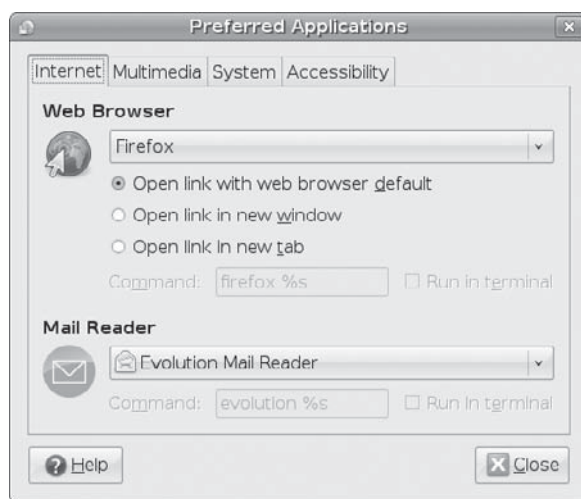 Preferred Applications
Internet Multimedia System Accessibility
Web Browser
Firefox
Open link with web browser default
Open link in new window
Open link in new tab
Command: firefox %s Run in terminal
Mail Reader
Evolution Mail Reader
Command: evolution %s Run in terminal
Help Close